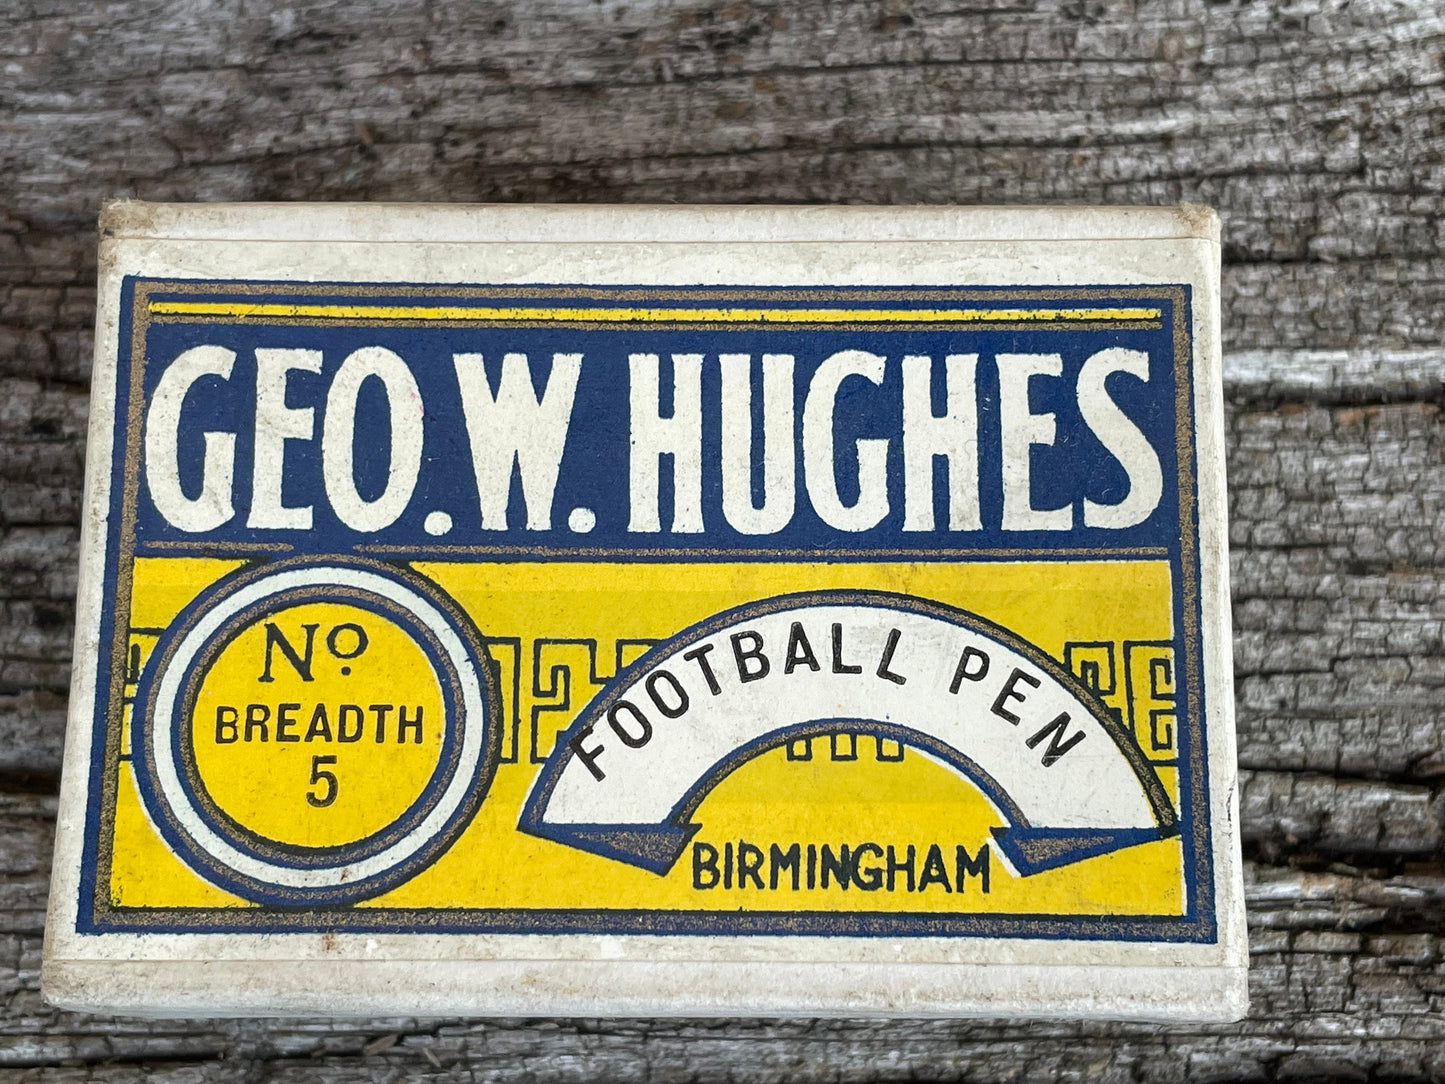 GEO.W.HUGHES
No
BREADTH
5
FOOTBALL PEN
BIRMINGHAM